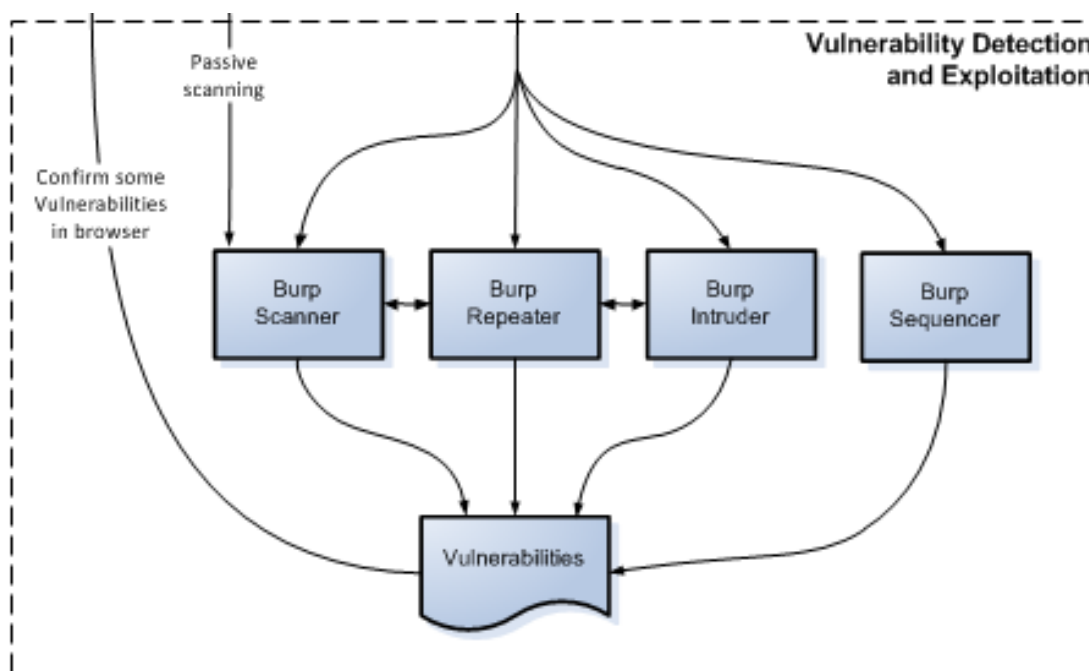 Vulnerability Detection
and Exploitation
Passive
scanning
Confirm some
Vulnerabilities
in browser
Burp
Scanner
Burp
Repeater
Burp
Intruder
Burp
Sequencer
Vulnerabilities